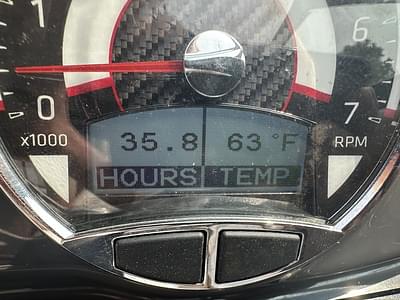 1 6
0 7
x1000 RPM
35.8 63°F
HOURS TEMP